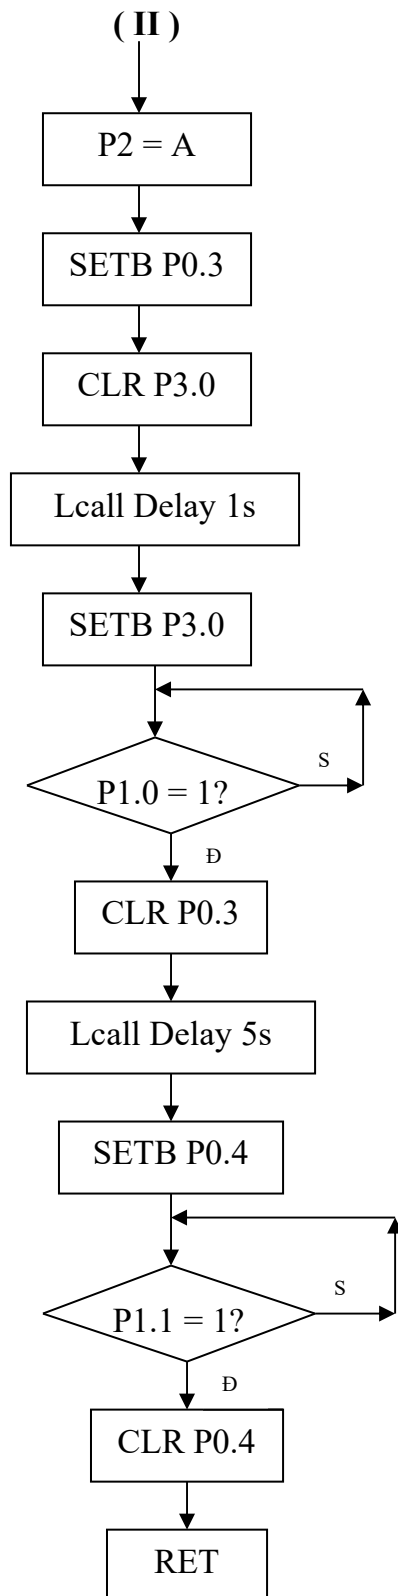 ( II )
P2 = A
SETB P0.3
CLR P3.0
Lcall Delay 1s
SETB P3.0
S
P1.0 = 1?
Đ
CLR P0.3
Lcall Delay 5s
SETB P0.4
S
P1.1 = 1?
Đ
CLR P0.4
RET